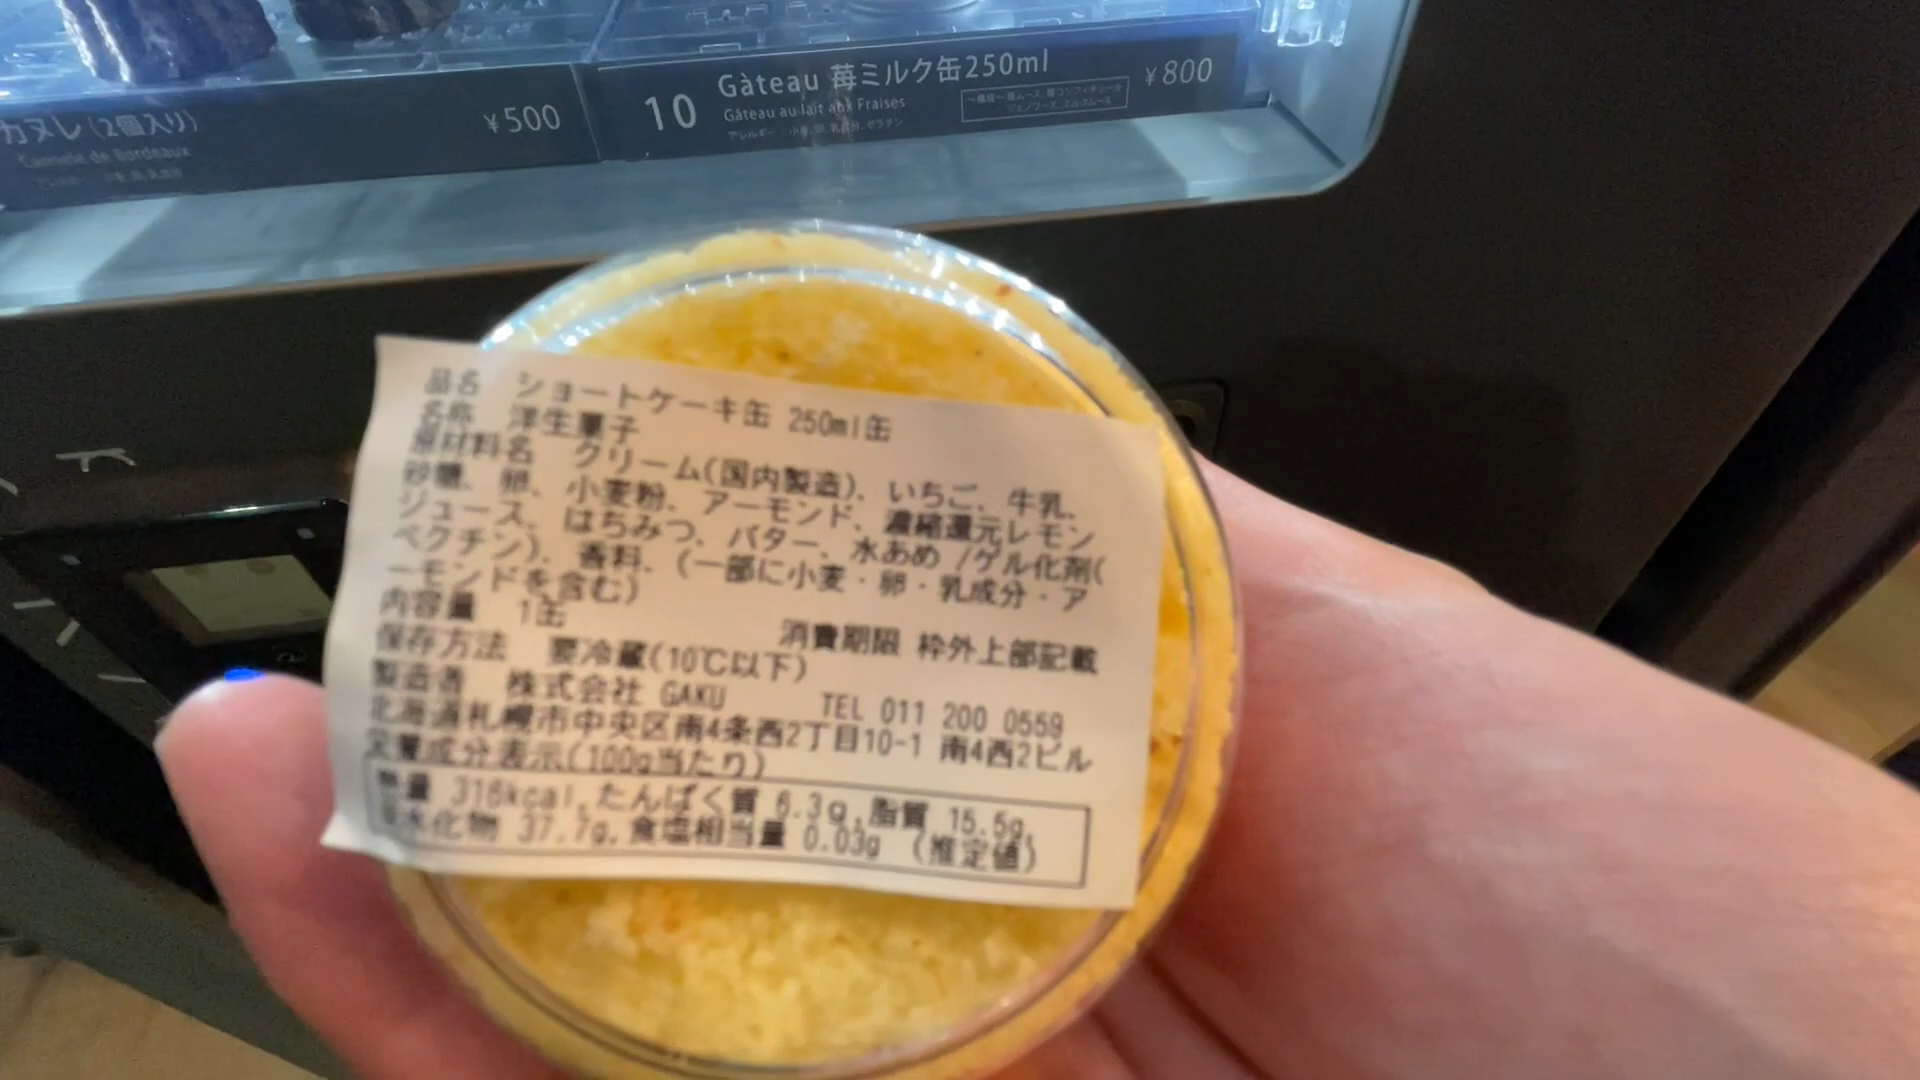 カヌレ(2個入り)
Cannelé de Bordeaux
¥500
10
Gàteau 苺ミルク缶250ml
¥800
Gâteau au lait aux Fraises
品名 ショートケーキ缶 250ml缶
名称 洋生菓子
原材料名 クリーム(国内製造)、いちご、牛乳、
砂糖、卵、小麦粉、アーモンド、濃縮還元レモン
ジュース、はちみつ、バター、水あめ /ゲル化剤(
ペクチン)、香料、(一部に小麦・卵・乳成分・ア
ーモンドを含む)
内容量 1缶
消費期限 枠外上部記載
保存方法 要冷蔵(10℃以下)
製造者 株式会社 GAKU TEL 011 200 0559
北海道札幌市中央区南4条西2丁目10-1 南4西2ビル
栄養成分表示(100g当たり)
熱量 316kcal,たんぱく質 6.3g,脂質 15.5g,
炭水化物 37.7g,食塩相当量 0.03g (推定値)